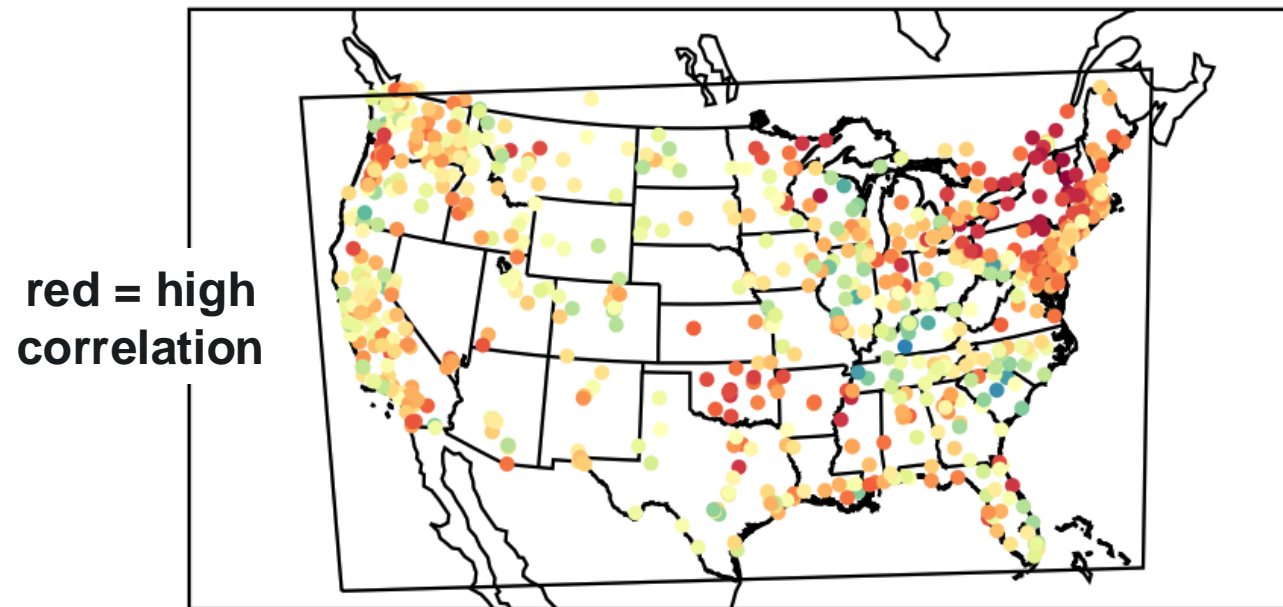 red = high
correlation